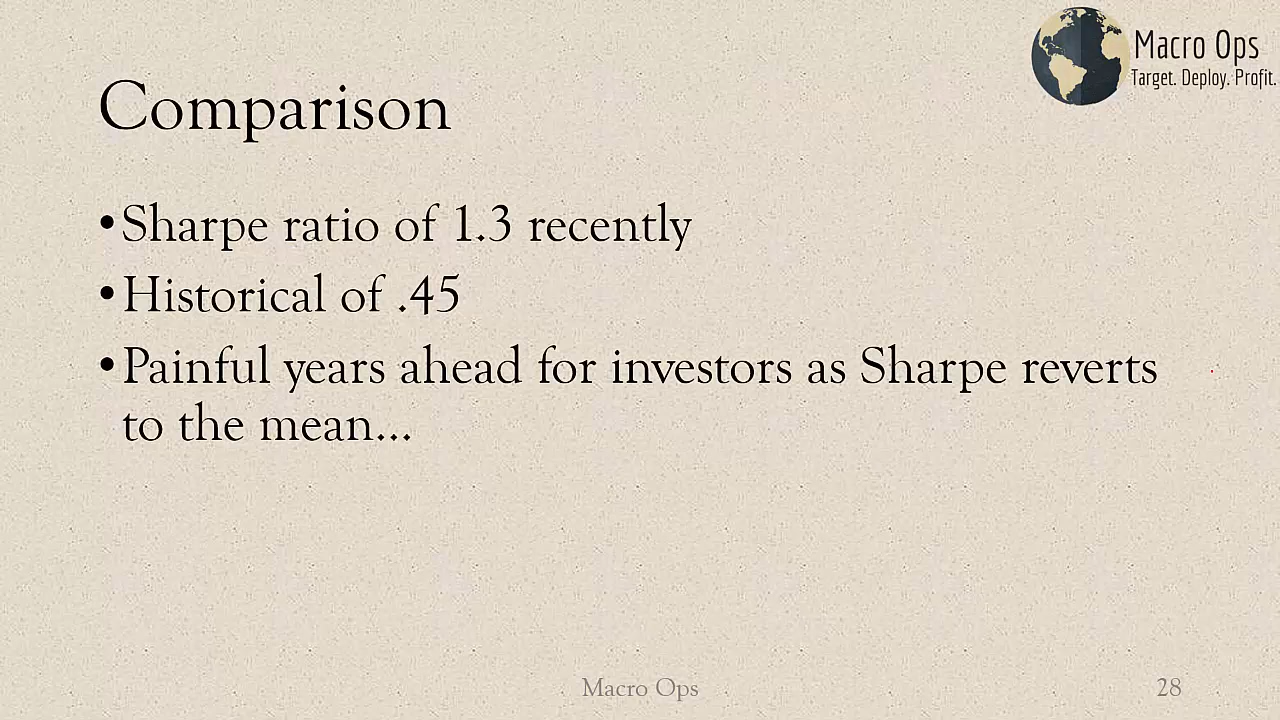 Macro Ops
Target. Deploy. Profit.
Comparison
•Sharpe ratio of 1.3 recently
•Historical of .45
•Painful years ahead for investors as Sharpe reverts
to the mean...
Macro Ops
28